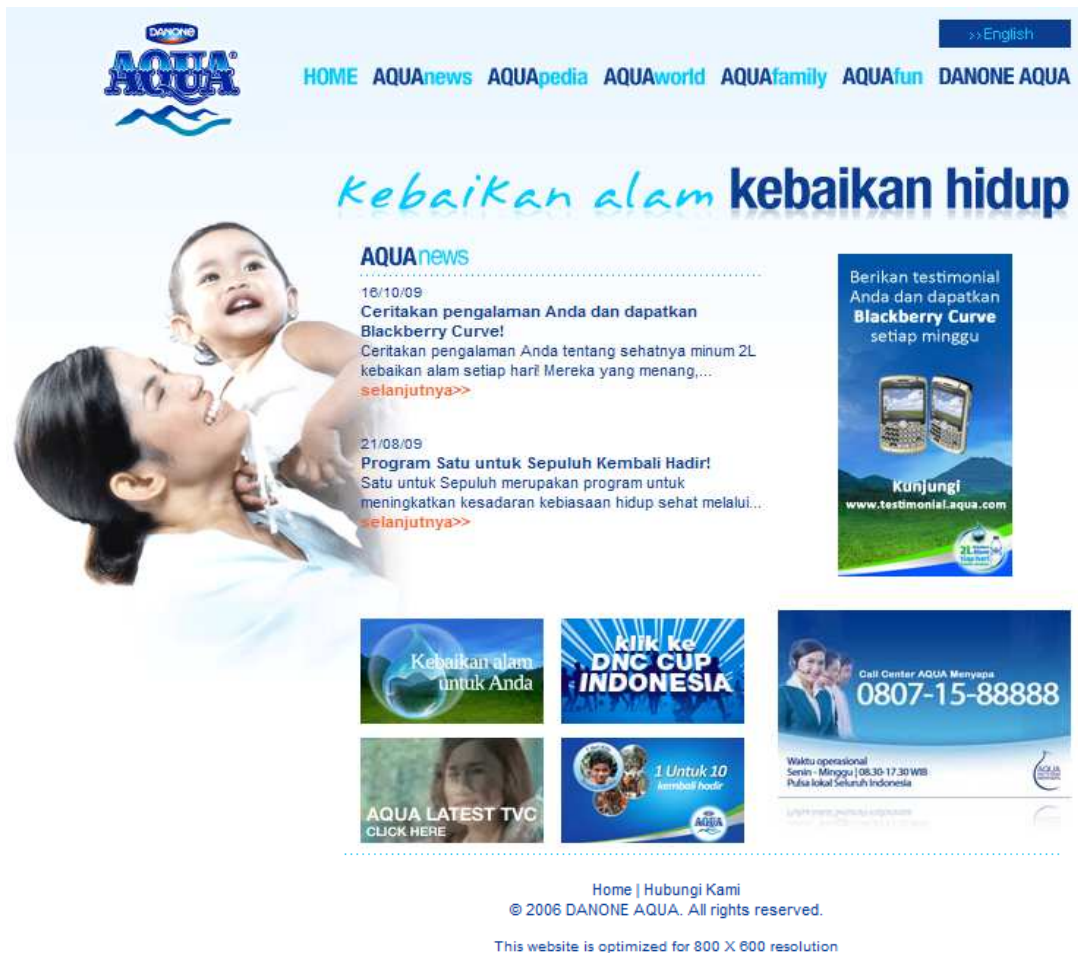 DANONE
AQUA
>>English
HOME AQUAnews AQUApedia AQUAworld AQUAfamily AQUAfun DANONE AQUA
Kebaikan alam kebaikan hidup
AQUAnews
16/10/09
Ceritakan pengalaman Anda dan dapatkan
Blackberry Curve!
Ceritakan pengalaman Anda tentang sehatnya minum 2L
kebaikan alam setiap hari! Mereka yang menang,...
selanjutnya>>
21/08/09
Program Satu untuk Sepuluh Kembali Hadir!
Satu untuk Sepuluh merupakan program untuk
meningkatkan kesadaran kebiasaan hidup sehat melalui...
selanjutnya>>
Berikan testimonial
Anda dan dapatkan
Blackberry Curve
setiap minggu
Kunjungi
www.testimonial.aqua.com
2L
Kebaikan alam
untuk Anda
klik ke
DNC CUP
INDONESIA
AQUA LATEST TVC
CLICK HERE
1 Untuk 10
kembali hadir
AQUA
Call Center AQUA Menyapa
0807-15-88888
Waktu operasional
Senin - Minggu | 08.30-17.30 WIB
Pulsa lokal Seluruh Indonesia
AQUA
Home | Hubungi Kami
© 2006 DANONE AQUA. All rights reserved.
This website is optimized for 800 X 600 resolution